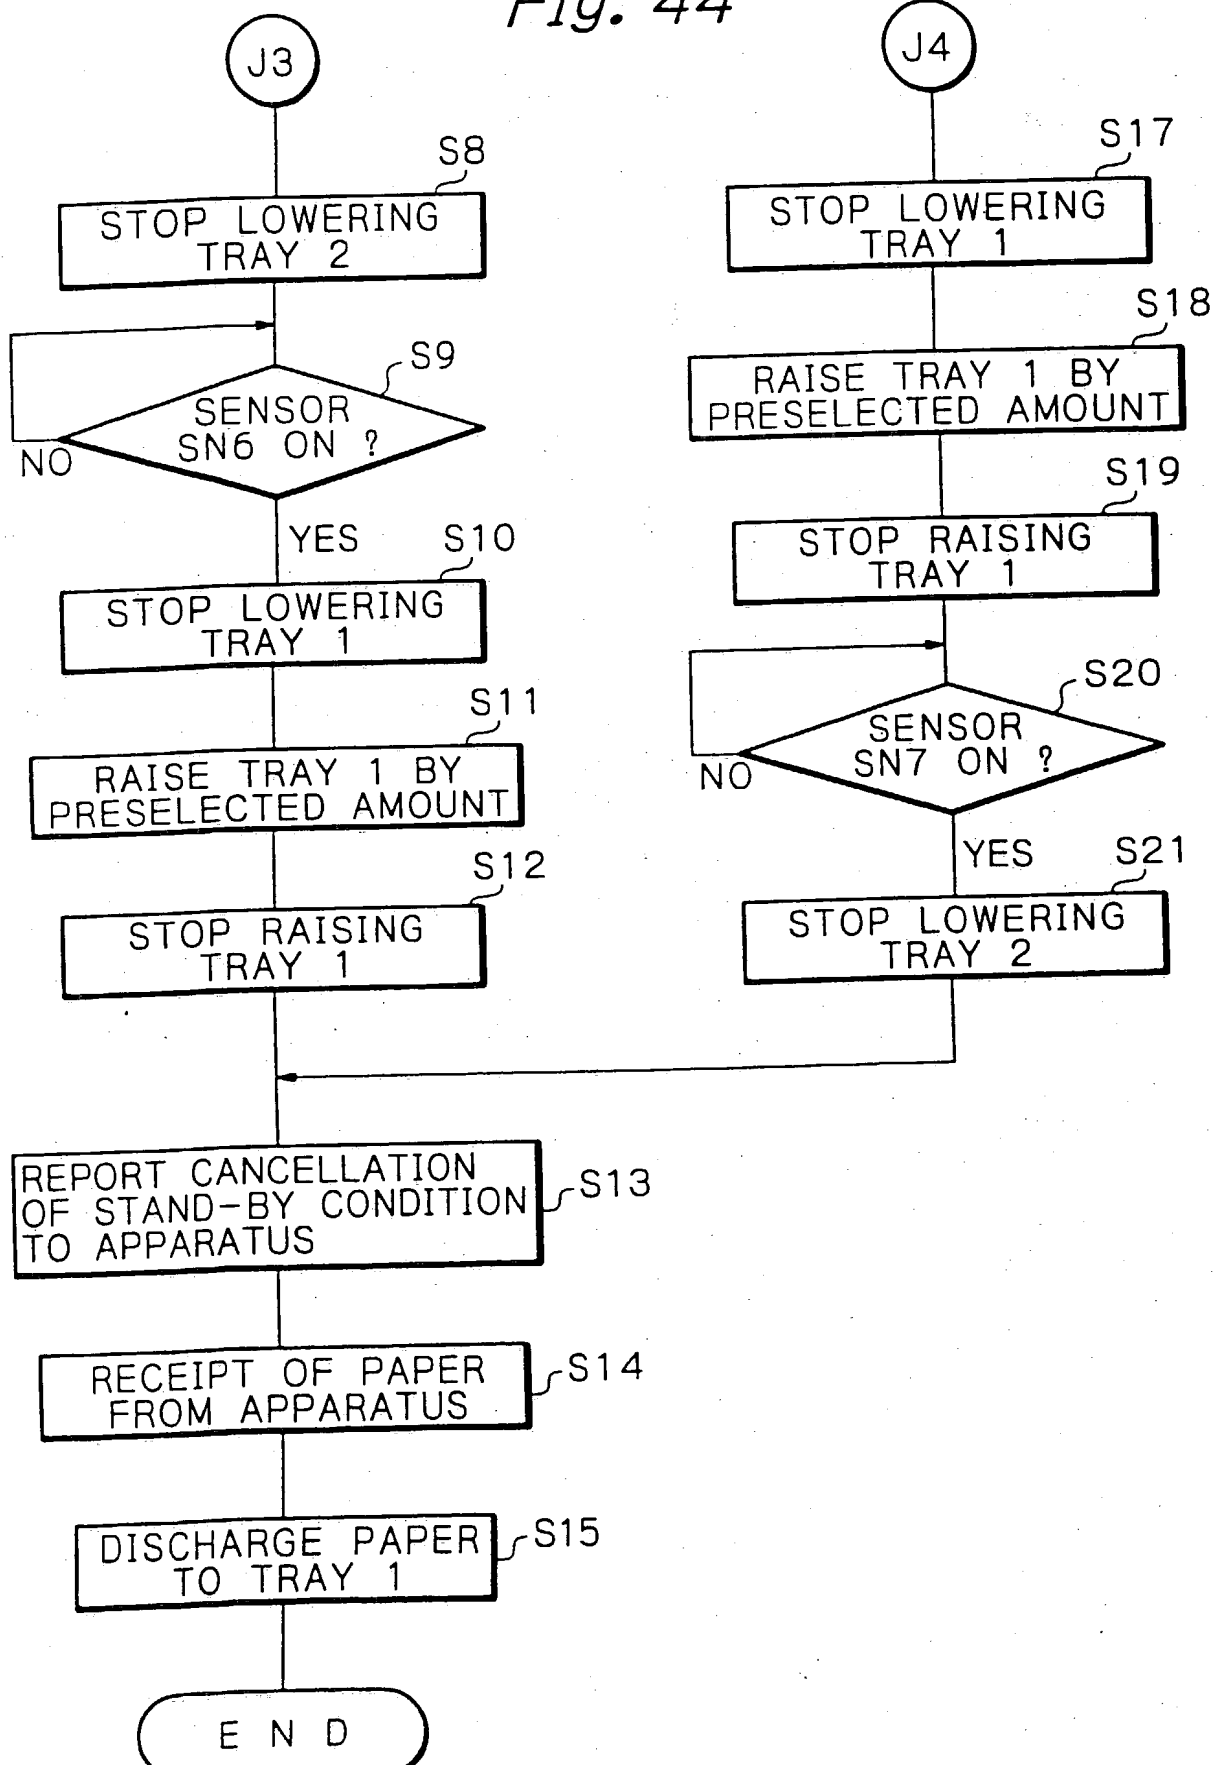 Fig. 44
J3
S8
STOP LOWERING
TRAY 2
S9
SENSOR
SN6 ON ?
NO
YES
S10
STOP LOWERING
TRAY 1
S11
RAISE TRAY 1 BY
PRESELECTED AMOUNT
S12
STOP RAISING
TRAY 1
J4
S17
STOP LOWERING
TRAY 1
S18
RAISE TRAY 1 BY
PRESELECTED AMOUNT
S19
STOP RAISING
TRAY 1
S20
SENSOR
SN7 ON ?
NO
YES
S21
STOP LOWERING
TRAY 2
REPORT CANCELLATION
OF STAND-BY CONDITION
TO APPARATUS
S13
RECEIPT OF PAPER
FROM APPARATUS
S14
DISCHARGE PAPER
TO TRAY 1
S15
END